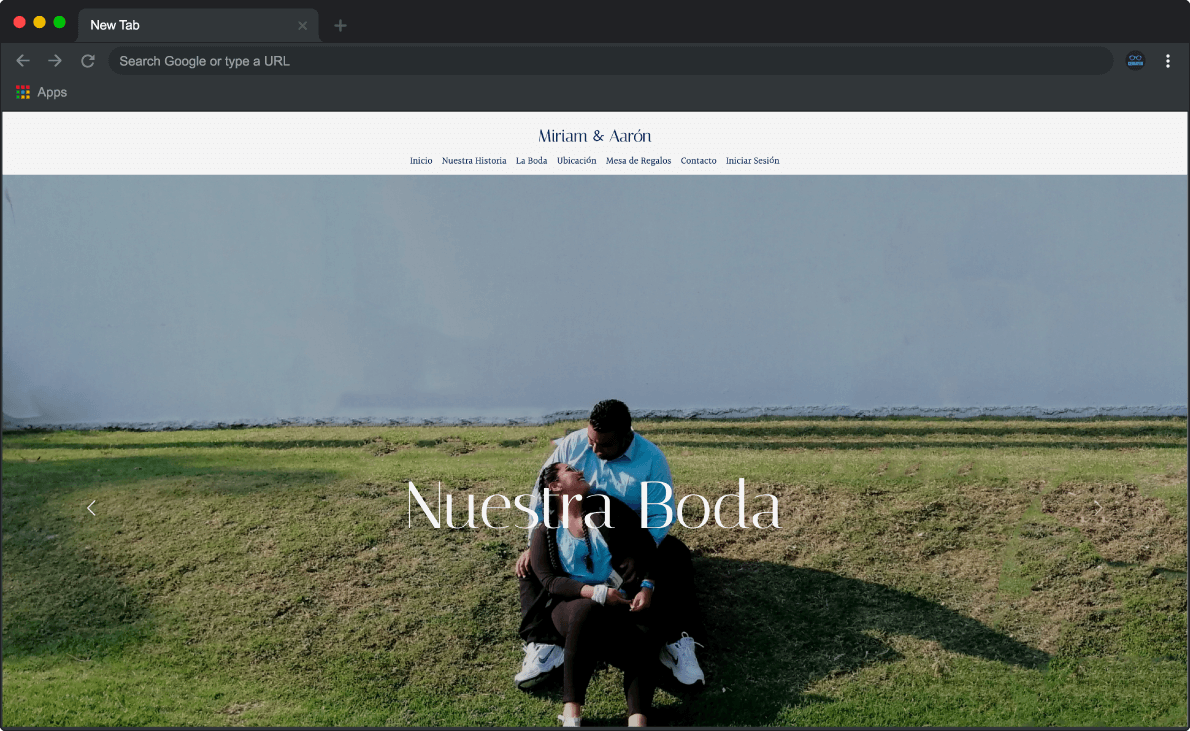 New Tab
Search Google or type a URL
Apps
Miriam & Aarón
Inicio Nuestra Historia La Boda Ubicación Mesa de Regalos Contacto Iniciar Sesión
Nuestra Boda